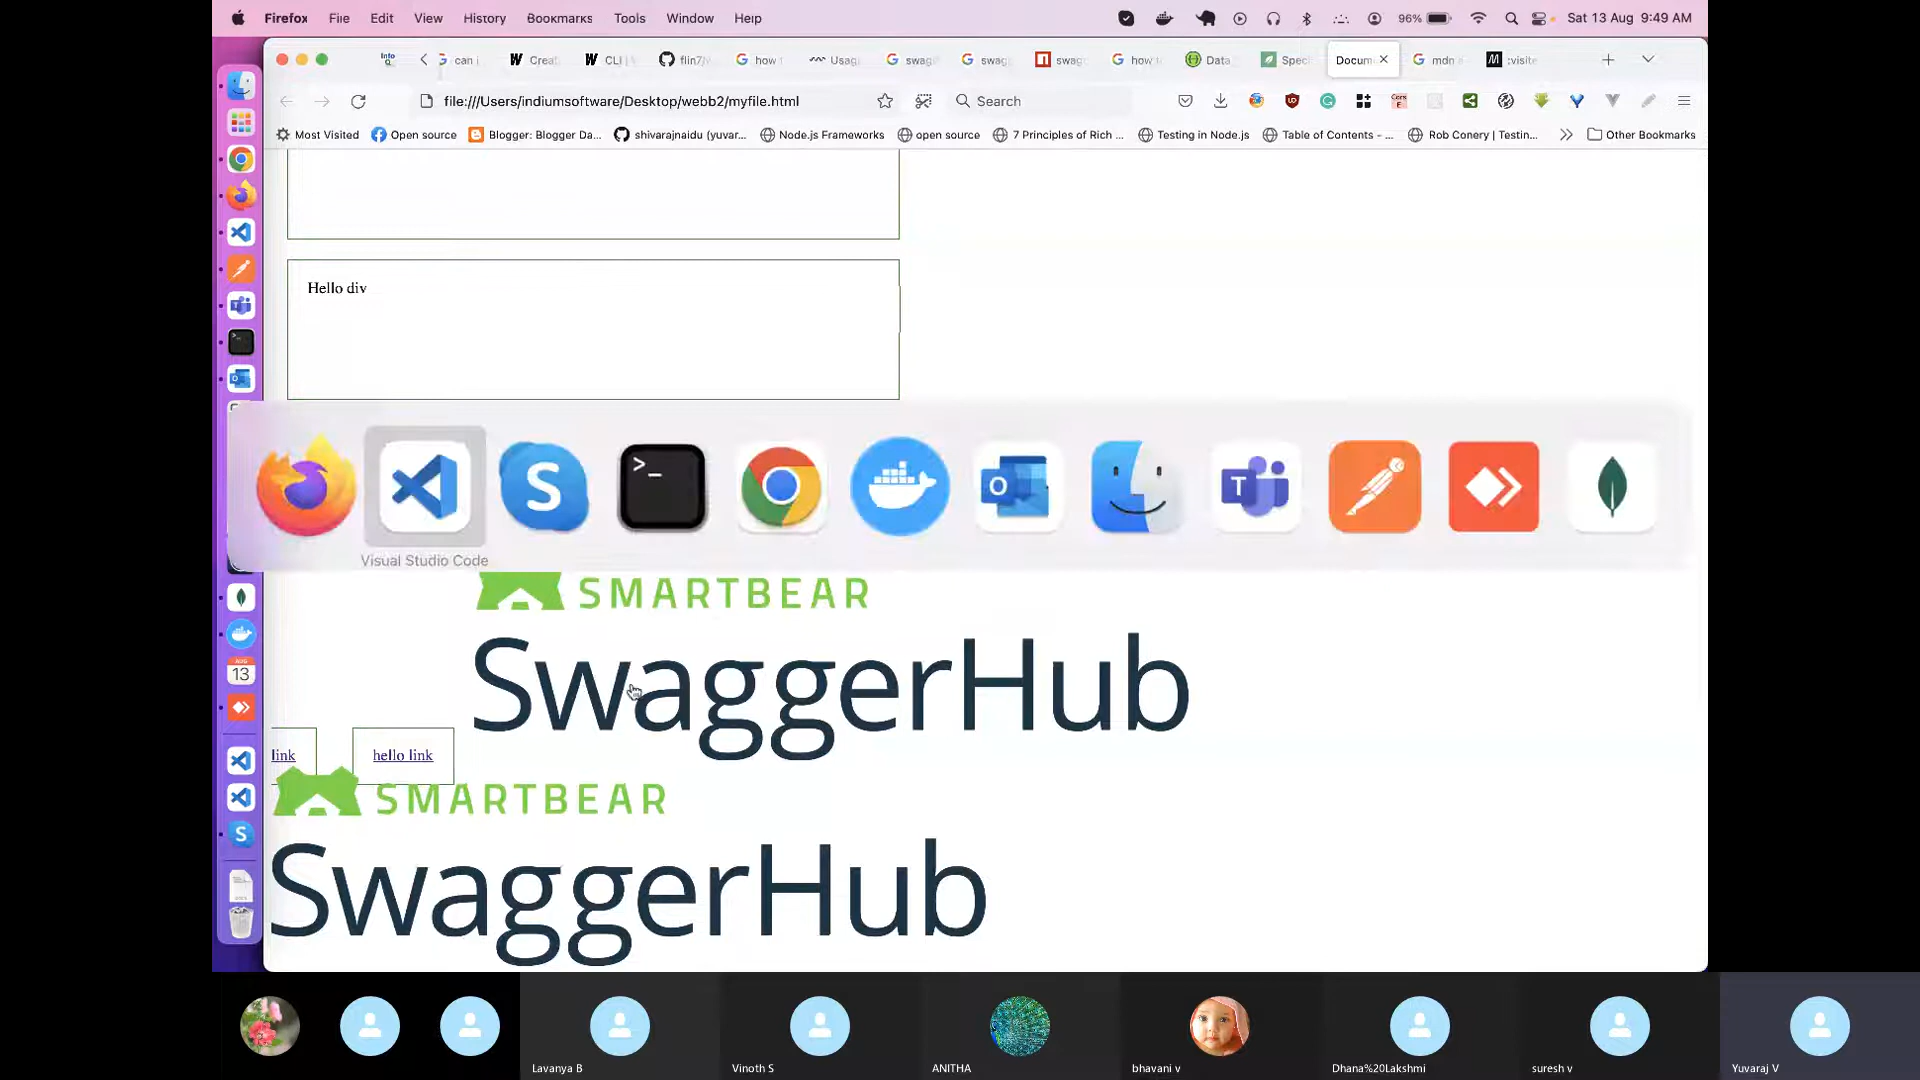 Firefox File Edit View History Bookmarks Tools Window Help 96% Sat 13 Aug 9:49 AM
Info Q can i Creat CLI | flin7/ how swag swag swag how t Data Speci Docum mdn :visite
file:///Users/indiumsoftware/Desktop/webb2/myfile.html Search
Most Visited Open source Blogger: Blogger Da... shivarajnaidu (yuvar... Node.js Frameworks open source 7 Principles of Rich ... Testing in Node.js Table of Contents - ... Rob Conery | Testin... Other Bookmarks
Hello div
Visual Studio Code
SMARTBEAR
SwaggerHub
link hello link
SMARTBEAR
SwaggerHub
AUG
13
Lavanya B Vinoth S ANITHA bhavani v Dhana%20Lakshmi suresh v Yuvaraj V